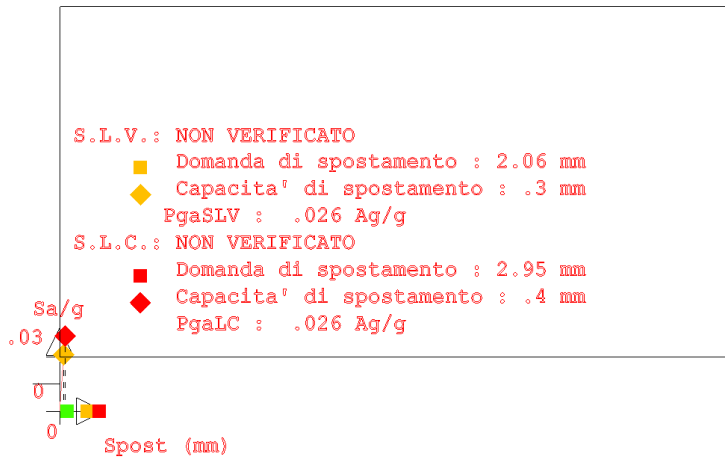 S.L.V.: NON VERIFICATO
Domanda di spostamento : 2.06 mm
Capacita' di spostamento : .3 mm
PgaSLV : .026 Ag/g
S.L.C.: NON VERIFICATO
Domanda di spostamento : 2.95 mm
Capacita' di spostamento : .4 mm
PgaLC : .026 Ag/g
Sa/g
.03
0
0
Spost (mm)